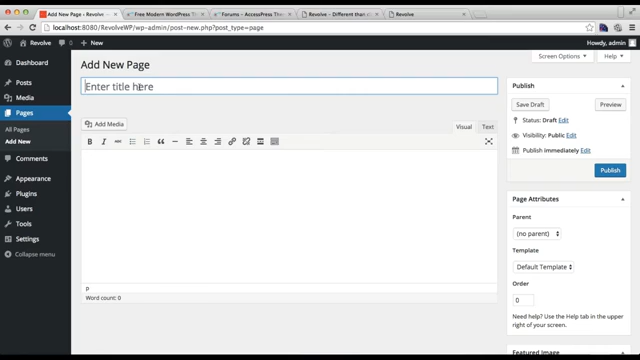 Add New Page ‹ Revolve
Free Modern WordPress T
Forums – AccessPress The
Revolve – Different than o
Revolve
localhost:8080/RevolveWP/wp-admin/post-new.php?post_type=page
Revolve
0
+ New
Howdy, admin
Dashboard
Posts
Media
Pages
All Pages
Add New
Comments
Appearance
Plugins
Users
Tools
Settings
Collapse menu
Screen Options
Help
Add New Page
Enter title here
Add Media
Visual
Text
B I ABC
p
Word count: 0
Publish
Save Draft
Preview
Status: Draft Edit
Visibility: Public Edit
Publish immediately Edit
Publish
Page Attributes
Parent
(no parent)
Template
Default Template
Order
0
Need help? Use the Help tab in the upper
right of your screen.
Featured Image